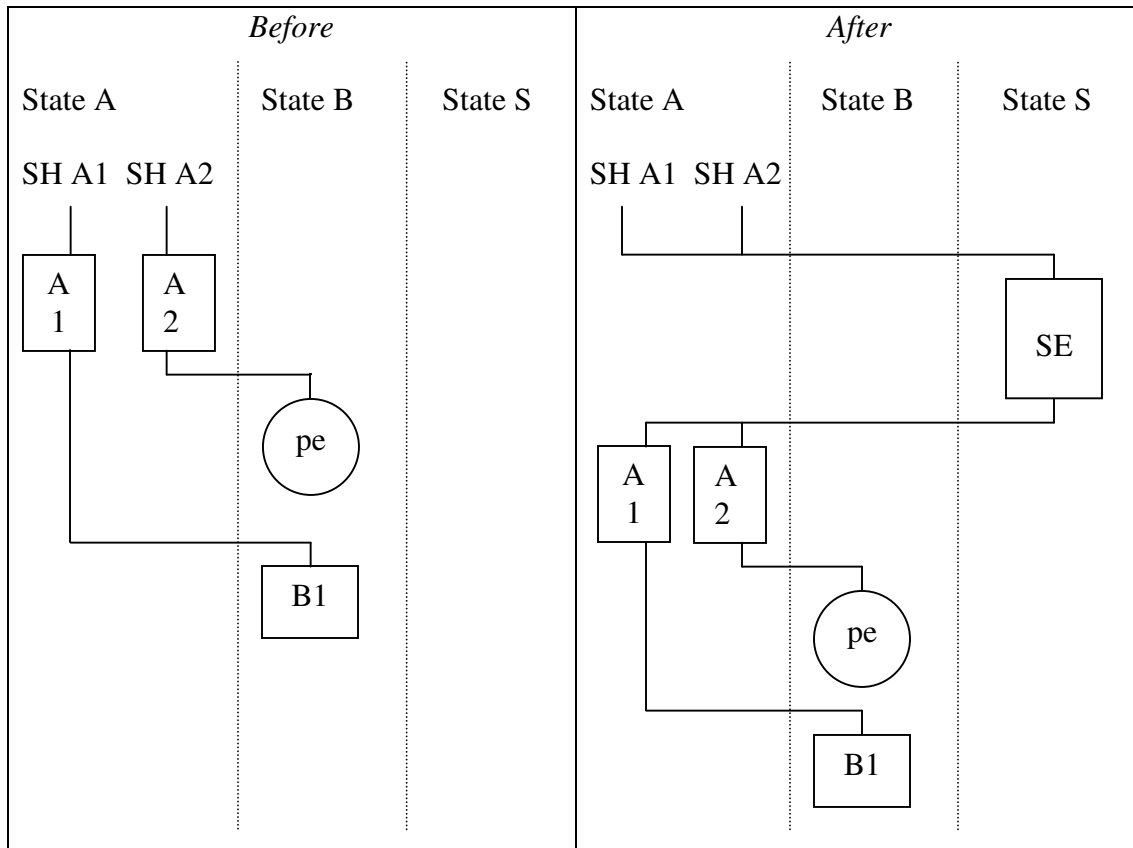 Before
State A State B State S
SH A1 SH A2
A
1
A
2
pe
B1
After
State A State B State S
SH A1 SH A2
SE
A
1
A
2
pe
B1